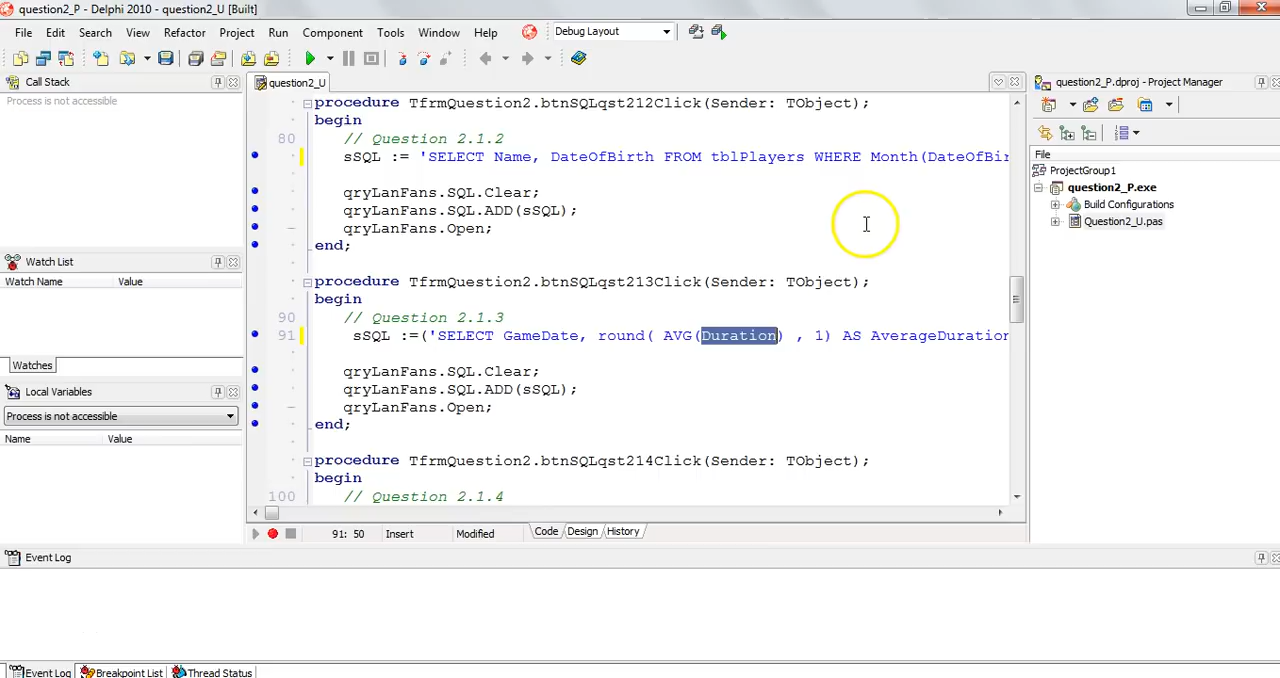 question2_P - Delphi 2010 - question2_U [Built]
File Edit Search View Refactor Project Run Component Tools Window Help Debug Layout
Call Stack
Process is not accessible
question2_U
procedure TfrmQuestion2.btnSQLqst212Click(Sender: TObject);
begin
80 // Question 2.1.2
sSQL := 'SELECT Name, DateOfBirth FROM tblPlayers WHERE Month(DateOfBir
qryLanFans.SQL.Clear;
qryLanFans.SQL.ADD(sSQL);
qryLanFans.Open;
end;
procedure TfrmQuestion2.btnSQLqst213Click(Sender: TObject);
begin
90 // Question 2.1.3
91 sSQL :=('SELECT GameDate, round( AVG(Duration) , 1) AS AverageDuration
qryLanFans.SQL.Clear;
qryLanFans.SQL.ADD(sSQL);
qryLanFans.Open;
end;
procedure TfrmQuestion2.btnSQLqst214Click(Sender: TObject);
begin
100 // Question 2.1.4
Watch List
Watch Name Value
Watches
Local Variables
Process is not accessible
Name Value
91: 50 Insert Modified Code Design History
question2_P.dproj - Project Manager
File
ProjectGroup1
question2_P.exe
Build Configurations
Question2_U.pas
Event Log
Event Log Breakpoint List Thread Status